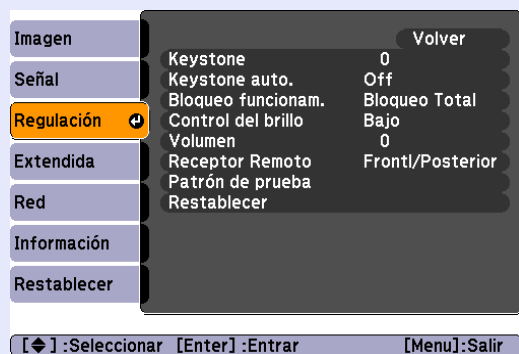 Imagen
Señal
Regulación
Extendida
Red
Información
Restablecer
Volver
Keystone 0
Keystone auto. Off
Bloqueo funcionam. Bloqueo Total
Control del brillo Bajo
Volumen 0
Receptor Remoto Frontl/Posterior
Patrón de prueba
Restablecer
[◆] :Seleccionar [Enter] :Entrar [Menu]:Salir